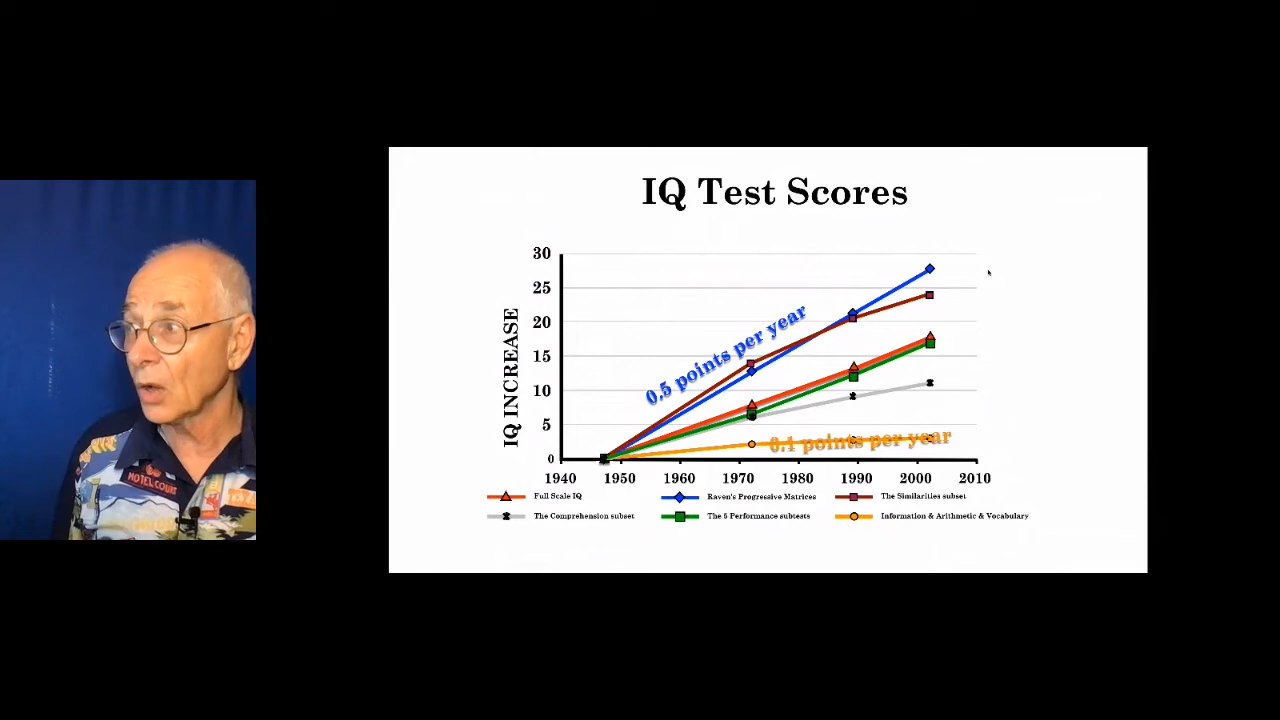 IQ Test Scores
30
25
20
15
10
5
0
IQ INCREASE
0.5 points per year
0.1 points per year
1940 1950 1960 1970 1980 1990 2000 2010
Full Scale IQ Raven's Progressive Matrices The Similarities subset
The Comprehension subset The 5 Performance subtests Information & Arithmetic & Vocabulary
MOTEL COURT